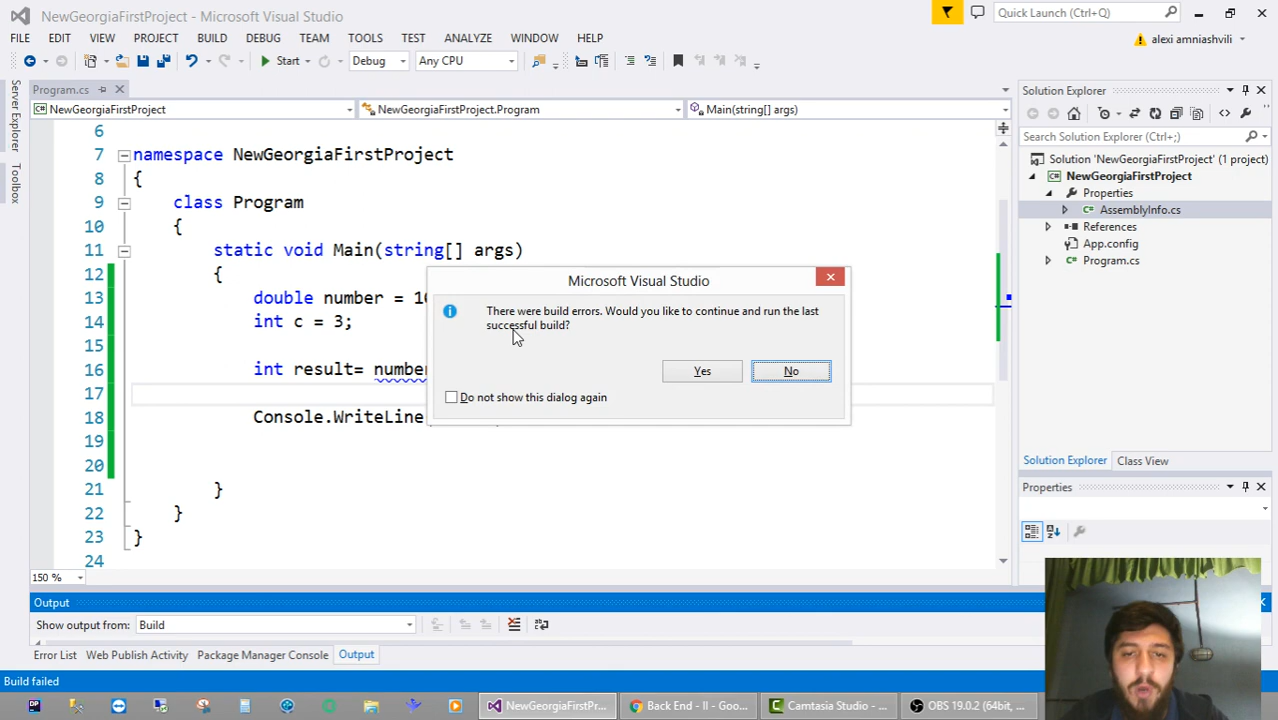 NewGeorgiaFirstProject - Microsoft Visual Studio
Quick Launch (Ctrl+Q)
FILE EDIT VIEW PROJECT BUILD DEBUG TEAM TOOLS TEST ANALYZE WINDOW HELP
alexi amniashvili
Start Debug Any CPU
Server Explorer
Toolbox
Program.cs
NewGeorgiaFirstProject NewGeorgiaFirstProject.Program Main(string[] args)
6
7 namespace NewGeorgiaFirstProject
8 {
9 class Program
10 {
11 static void Main(string[] args)
12 {
13 double number = 10
14 int c = 3;
15
16 int result= number
17
18 Console.WriteLine
19
20
21 }
22 }
23 }
24
150 %
Microsoft Visual Studio
There were build errors. Would you like to continue and run the last
successful build?
Yes No
Do not show this dialog again
Solution Explorer
Search Solution Explorer (Ctrl+;)
Solution 'NewGeorgiaFirstProject' (1 project)
NewGeorgiaFirstProject
Properties
AssemblyInfo.cs
References
App.config
Program.cs
Solution Explorer Class View
Properties
Output
Show output from: Build
Error List Web Publish Activity Package Manager Console Output
Build failed
NewGeorgiaFirstPr... Back End - II - Goo... Camtasia Studio - ... OBS 19.0.2 (64bit, ...